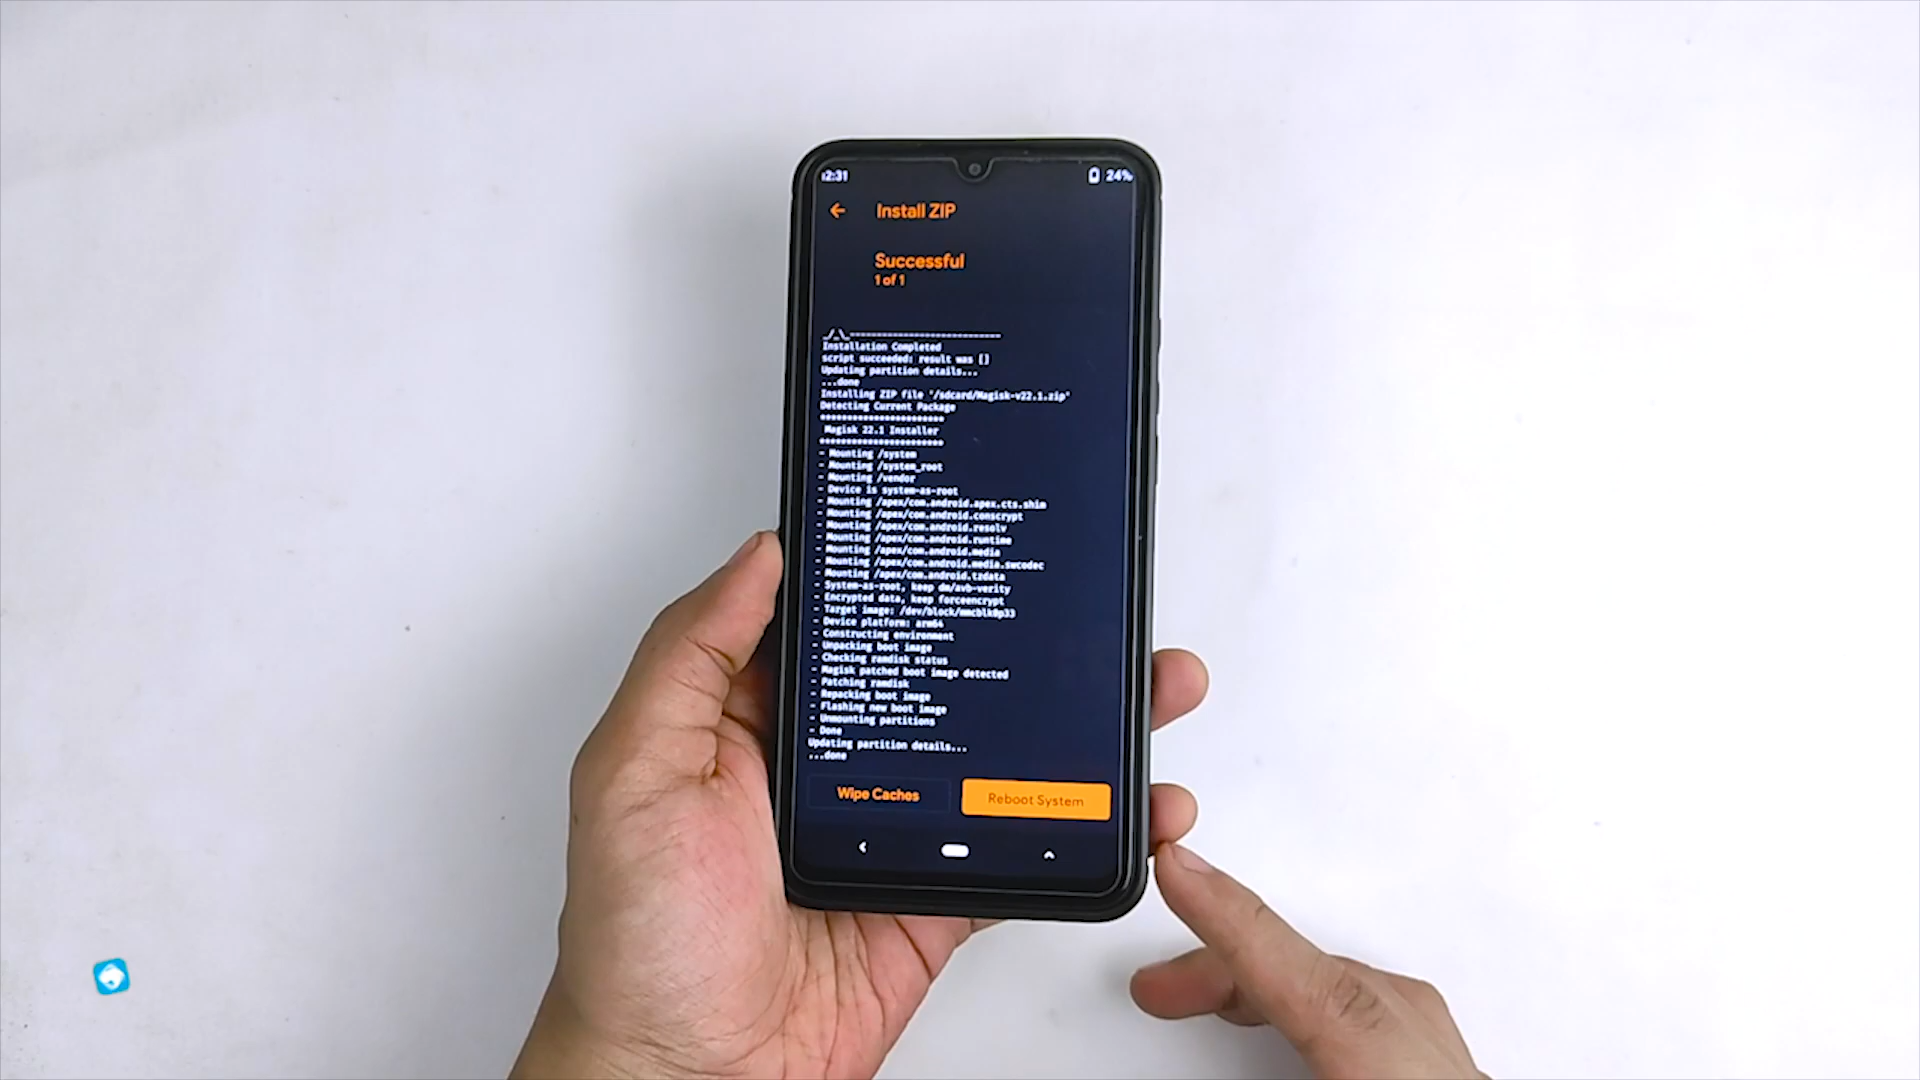 12:31
24%
Install ZIP
Successful
1 of 1
_/_\_----------------------------
Installation Completed
script succeeded: result was []
Updating partition details...
...done
Installing ZIP file '/sdcard/Magisk-v22.1.zip'
Detecting Current Package
************************
Magisk 22.1 Installer
************************
- Mounting /system
- Mounting /system_root
- Mounting /vendor
- Device is system-as-root
- Mounting /apex/com.android.apex.cts.shim
- Mounting /apex/com.android.conscrypt
- Mounting /apex/com.android.resolv
- Mounting /apex/com.android.runtime
- Mounting /apex/com.android.media
- Mounting /apex/com.android.media.swcodec
- Mounting /apex/com.android.tzdata
- System-as-root, keep dm/avb-verity
- Encrypted data, keep forceencrypt
- Target image: /dev/block/mmcblk0p33
- Device platform: arm64
- Constructing environment
- Unpacking boot image
- Checking ramdisk status
- Magisk patched boot image detected
- Patching ramdisk
- Repacking boot image
- Flashing new boot image
- Unmounting partitions
- Done
Updating partition details...
...done
Wipe Caches
Reboot System